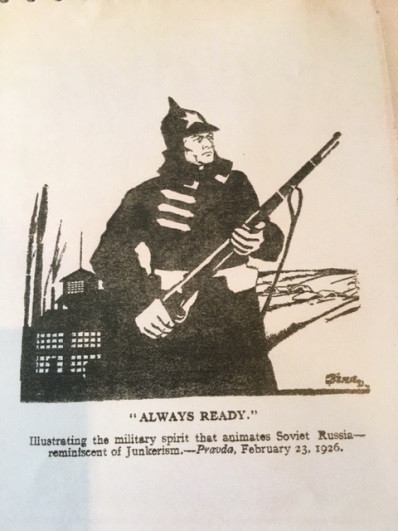 "ALWAYS READY."
Illustrating the military spirit that animates Soviet Russia—
reminiscent of Junkerism.—Pravda, February 23, 1926.